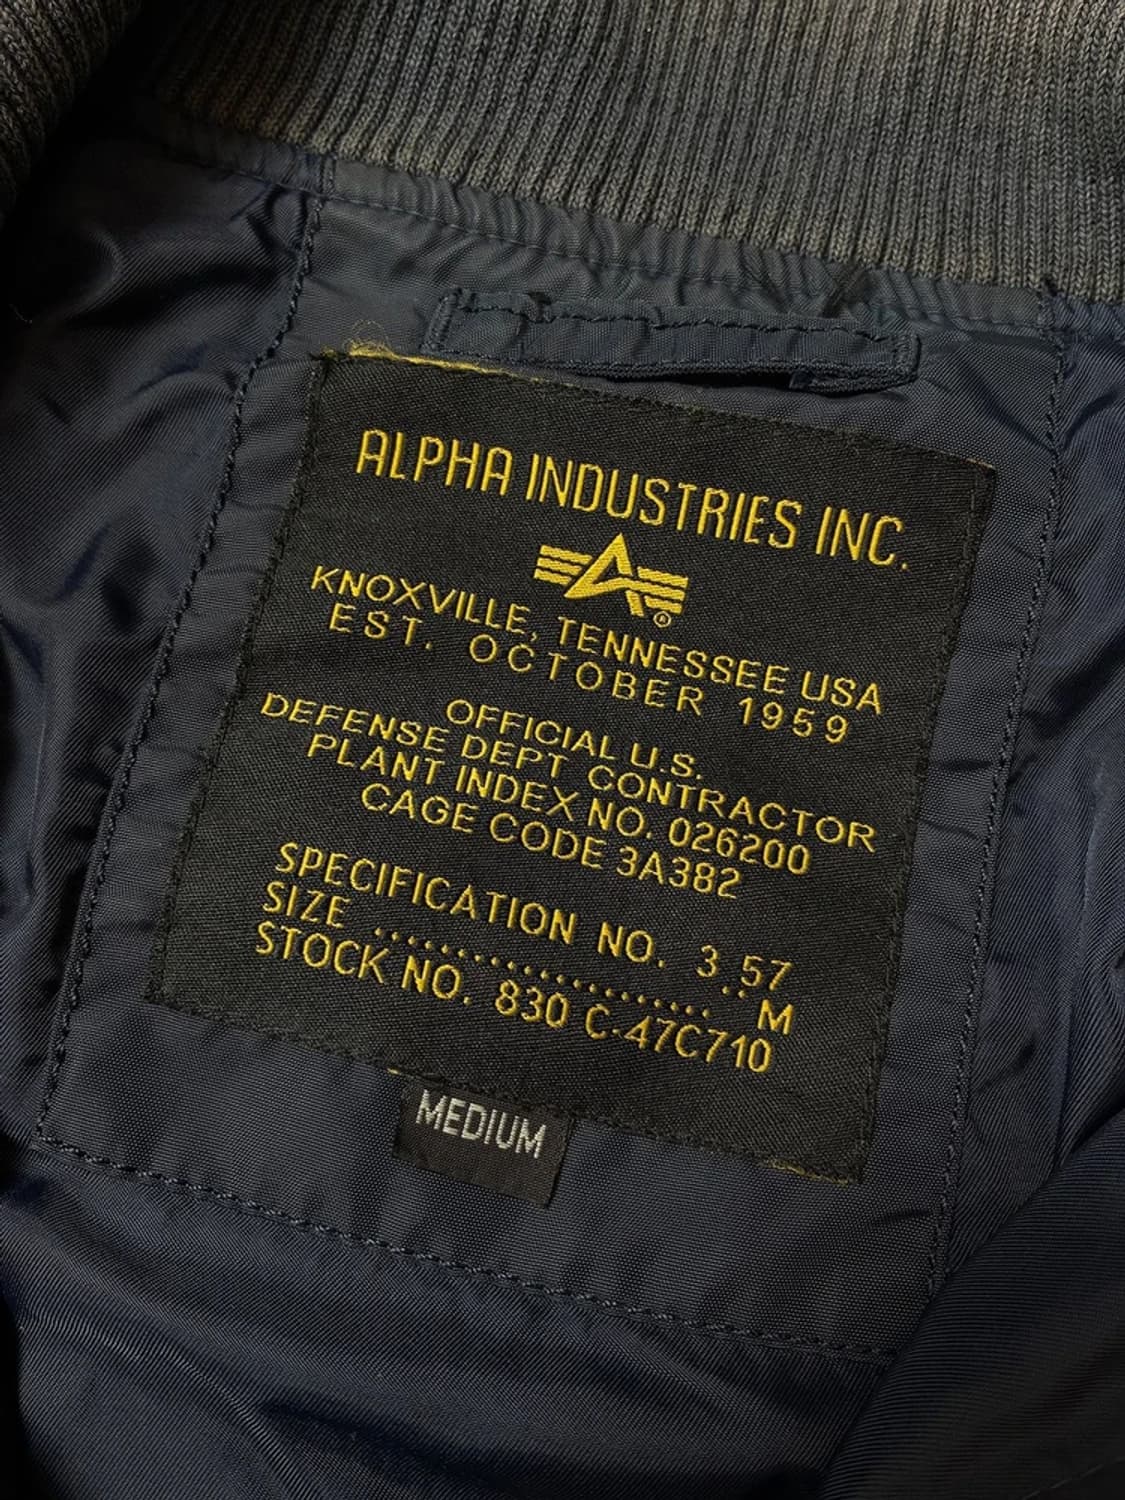 ALPHA INDUSTRIES INC.
KNOXVILLE, TENNESSEE USA
EST. OCTOBER 1959
OFFICIAL U.S.
DEFENSE DEPT CONTRACTOR
PLANT INDEX NO. 026200
CAGE CODE 3A382
SPECIFICATION NO. 3.57
SIZE ........................ M
STOCK NO. 830 C-47C710
MEDIUM